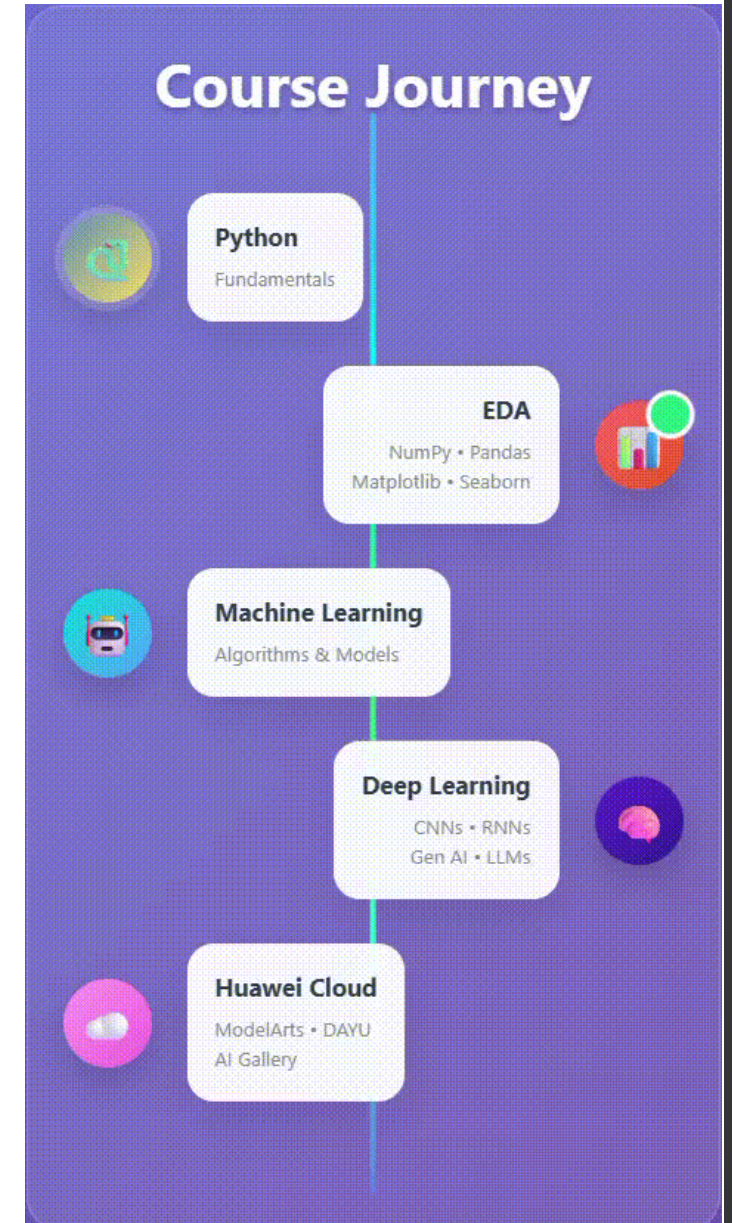 Course Journey
Python
Fundamentals
EDA
NumPy • Pandas
Matplotlib • Seaborn
Machine Learning
Algorithms & Models
Deep Learning
CNNs • RNNs
Gen AI • LLMs
Huawei Cloud
ModelArts • DAYU
AI Gallery